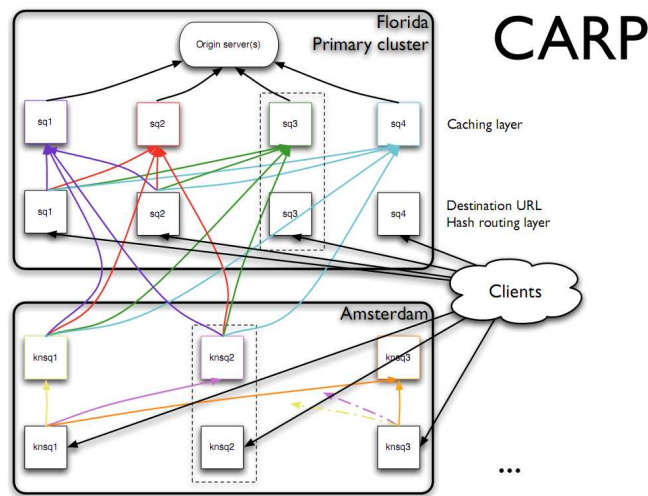 Florida
Primary cluster
CARP
Origin server(s)
sq1 sq2 sq3 sq4
Caching layer
sq1 sq2 sq3 sq4
Destination URL
Hash routing layer
Clients
Amsterdam
knsq1 knsq2 knsq3
knsq1 knsq2 knsq3
...